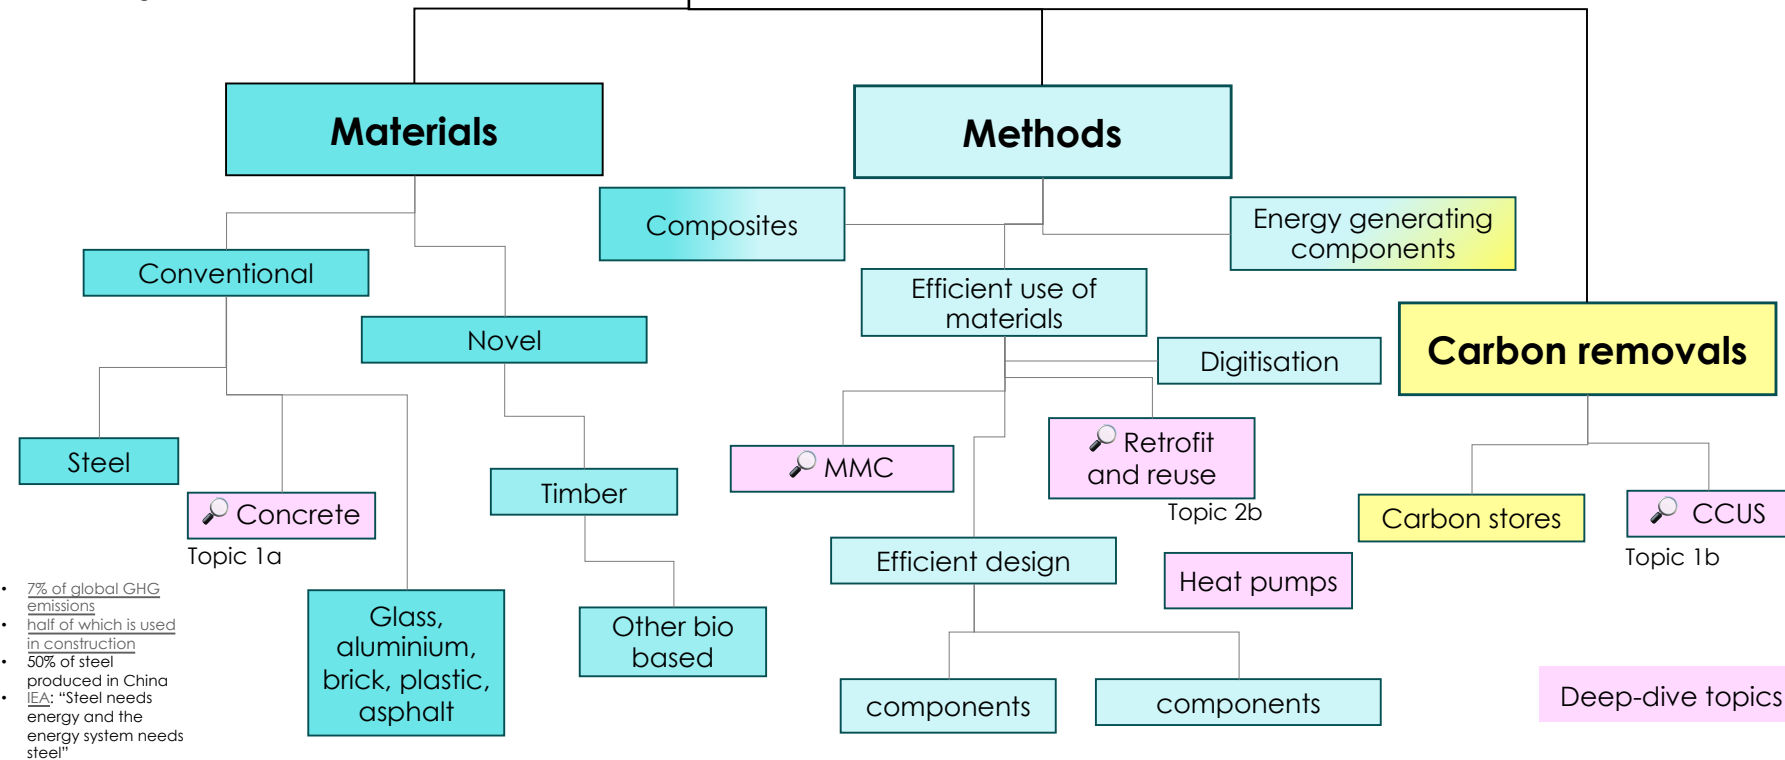 Materials
Methods
Composites
Energy generating
components
Conventional
Efficient use of
materials
Novel
Digitisation
Carbon removals
Steel
MMC
Retrofit
and reuse
Topic 2b
Timber
Concrete
Topic 1a
Carbon stores
CCUS
Topic 1b
Efficient design
Heat pumps
• 7% of global GHG
emissions
• half of which is used
in construction
• 50% of steel
produced in China
• IEA: “Steel needs
energy and the
energy system needs
steel”
Glass,
aluminium,
brick, plastic,
asphalt
Other bio
based
components
components
Deep-dive topics